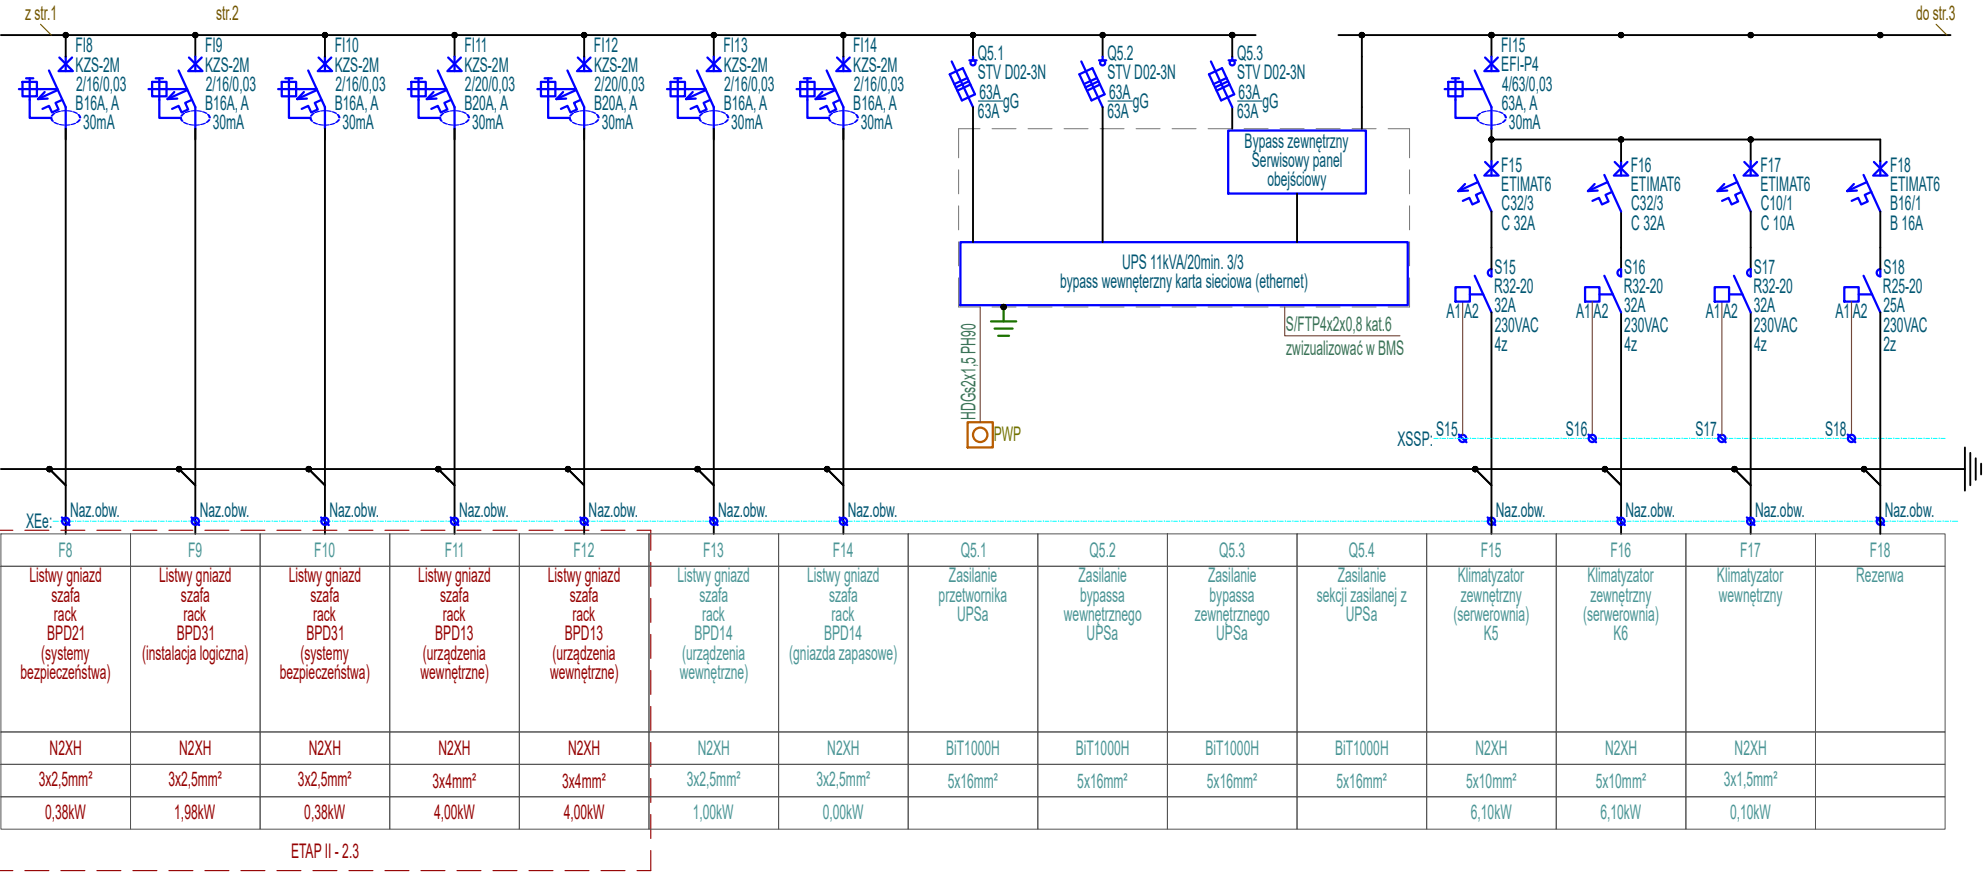 z str.1
str.2
do str.3
FI8
KZS-2M
2/16/0,03
B16A, A
30mA
FI9
KZS-2M
2/16/0,03
B16A, A
30mA
FI10
KZS-2M
2/16/0,03
B16A, A
30mA
FI11
KZS-2M
2/20/0,03
B20A, A
30mA
FI12
KZS-2M
2/20/0,03
B20A, A
30mA
FI13
KZS-2M
2/16/0,03
B16A, A
30mA
FI14
KZS-2M
2/16/0,03
B16A, A
30mA
Q5.1
STV D02-3N
63A
gG
63A
Q5.2
STV D02-3N
63A
gG
63A
Q5.3
STV D02-3N
63A
gG
63A
FI15
EFI-P4
4/63/0,03
63A, A
30mA
Bypass zewnętrzny
Serwisowy panel
obejściowy
UPS 11kVA/20min. 3/3
bypass wewnęterzny karta sieciowa (ethernet)
HDGs2x1,5 PH90
PWP
S/FTP4x2x0,8 kat.6
zwizualizować w BMS
F15
ETIMAT6
C32/3
C 32A
F16
ETIMAT6
C32/3
C 32A
F17
ETIMAT6
C10/1
C 10A
F18
ETIMAT6
B16/1
B 16A
S15
R32-20
32A
A1 A2
230VAC
4z
S16
R32-20
32A
A1 A2
230VAC
4z
S17
R32-20
32A
A1 A2
230VAC
4z
S18
R25-20
25A
A1 A2
230VAC
2z
XSSP:
S15
S16
S17
S18
XEe:
Naz.obw.
Naz.obw.
Naz.obw.
Naz.obw.
Naz.obw.
Naz.obw.
Naz.obw.
Naz.obw.
Naz.obw.
Naz.obw.
Naz.obw.
F8
Listwy gniazd
szafa
rack
BPD21
(systemy
bezpieczeństwa)
N2XH
3x2,5mm²
0,38kW
F9
Listwy gniazd
szafa
rack
BPD31
(instalacja logiczna)
N2XH
3x2,5mm²
1,98kW
F10
Listwy gniazd
szafa
rack
BPD31
(systemy
bezpieczeństwa)
N2XH
3x2,5mm²
0,38kW
F11
Listwy gniazd
szafa
rack
BPD13
(urządzenia
wewnętrzne)
N2XH
3x4mm²
4,00kW
F12
Listwy gniazd
szafa
rack
BPD13
(urządzenia
wewnętrzne)
N2XH
3x4mm²
4,00kW
F13
Listwy gniazd
szafa
rack
BPD14
(urządzenia
wewnętrzne)
N2XH
3x2,5mm²
1,00kW
F14
Listwy gniazd
szafa
rack
BPD14
(gniazda zapasowe)
N2XH
3x2,5mm²
0,00kW
Q5.1
Zasilanie
przetwornika
UPSa
BiT1000H
5x16mm²
Q5.2
Zasilanie
bypassa
wewnętrznego
UPSa
BiT1000H
5x16mm²
Q5.3
Zasilanie
bypassa
zewnętrznego
UPSa
BiT1000H
5x16mm²
Q5.4
Zasilanie
sekcji zasilanej z
UPSa
BiT1000H
5x16mm²
F15
Klimatyzator
zewnętrzny
(serwerownia)
K5
N2XH
5x10mm²
6,10kW
F16
Klimatyzator
zewnętrzny
(serwerownia)
K6
N2XH
5x10mm²
6,10kW
F17
Klimatyzator
wewnętrzny
N2XH
3x1,5mm²
0,10kW
F18
Rezerwa
ETAP II - 2.3